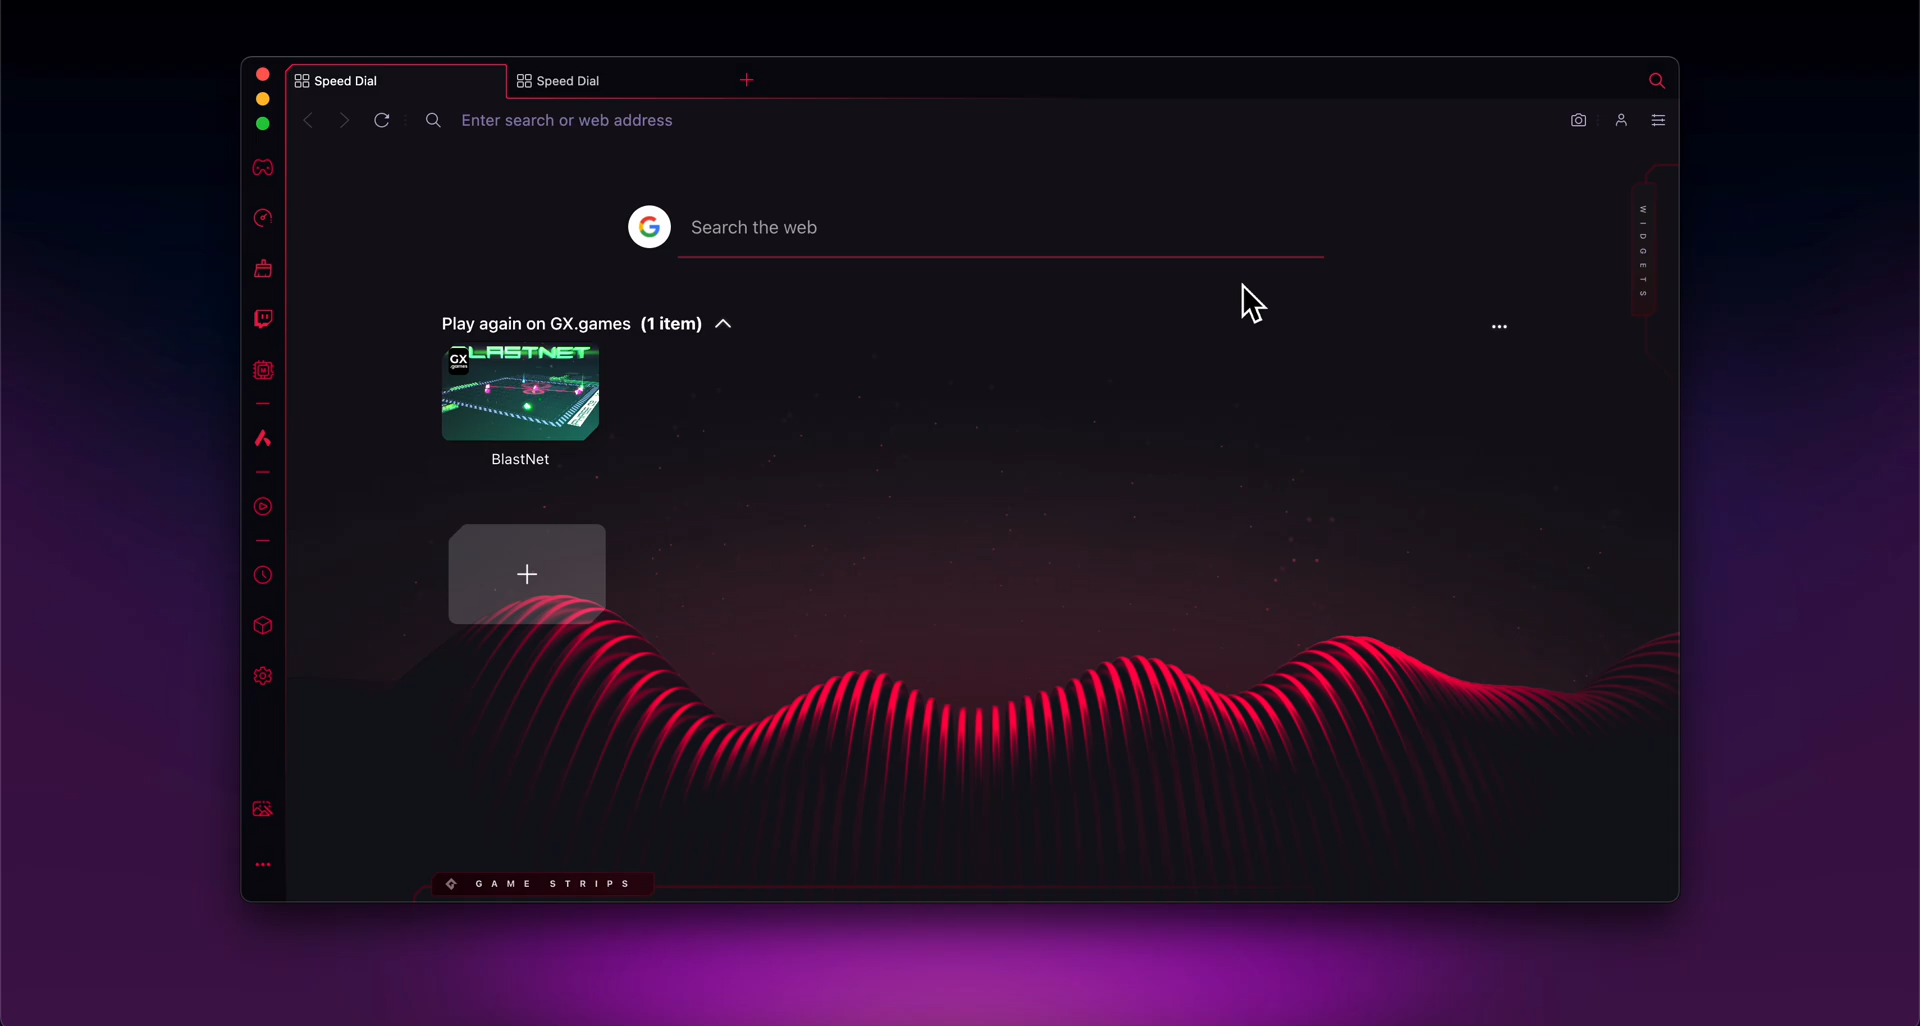 Speed Dial
Speed Dial
Enter search or web address
Search the web
WIDGETS
Play again on GX.games (1 item)
GX
.games
BLASTNET
BlastNet
GAME STRIPS